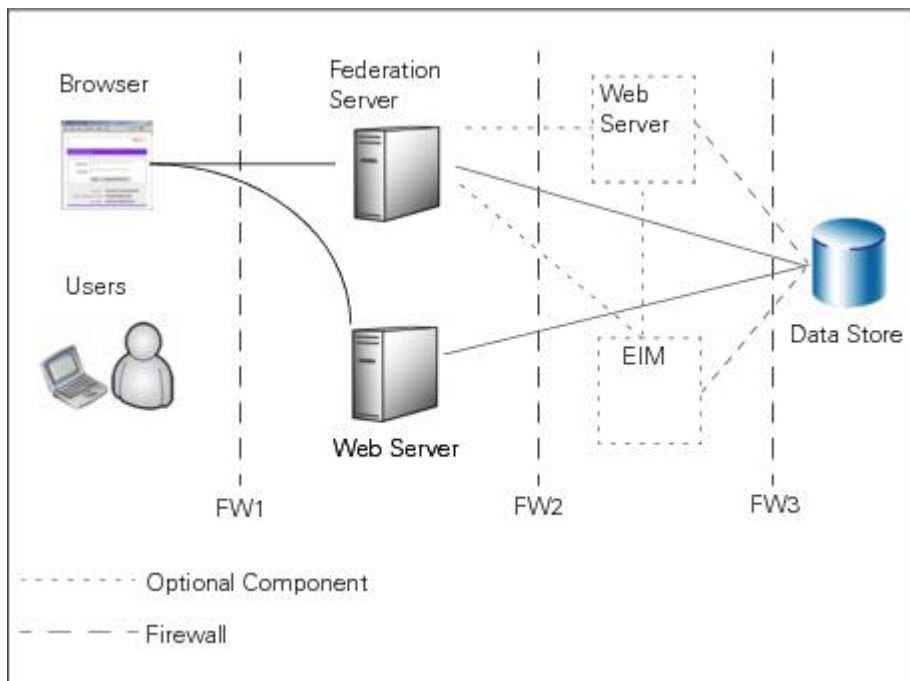 Browser
Federation
Server
Web
Server
Users
EIM
Data Store
Web Server
FW1
FW2
FW3
Optional Component
Firewall